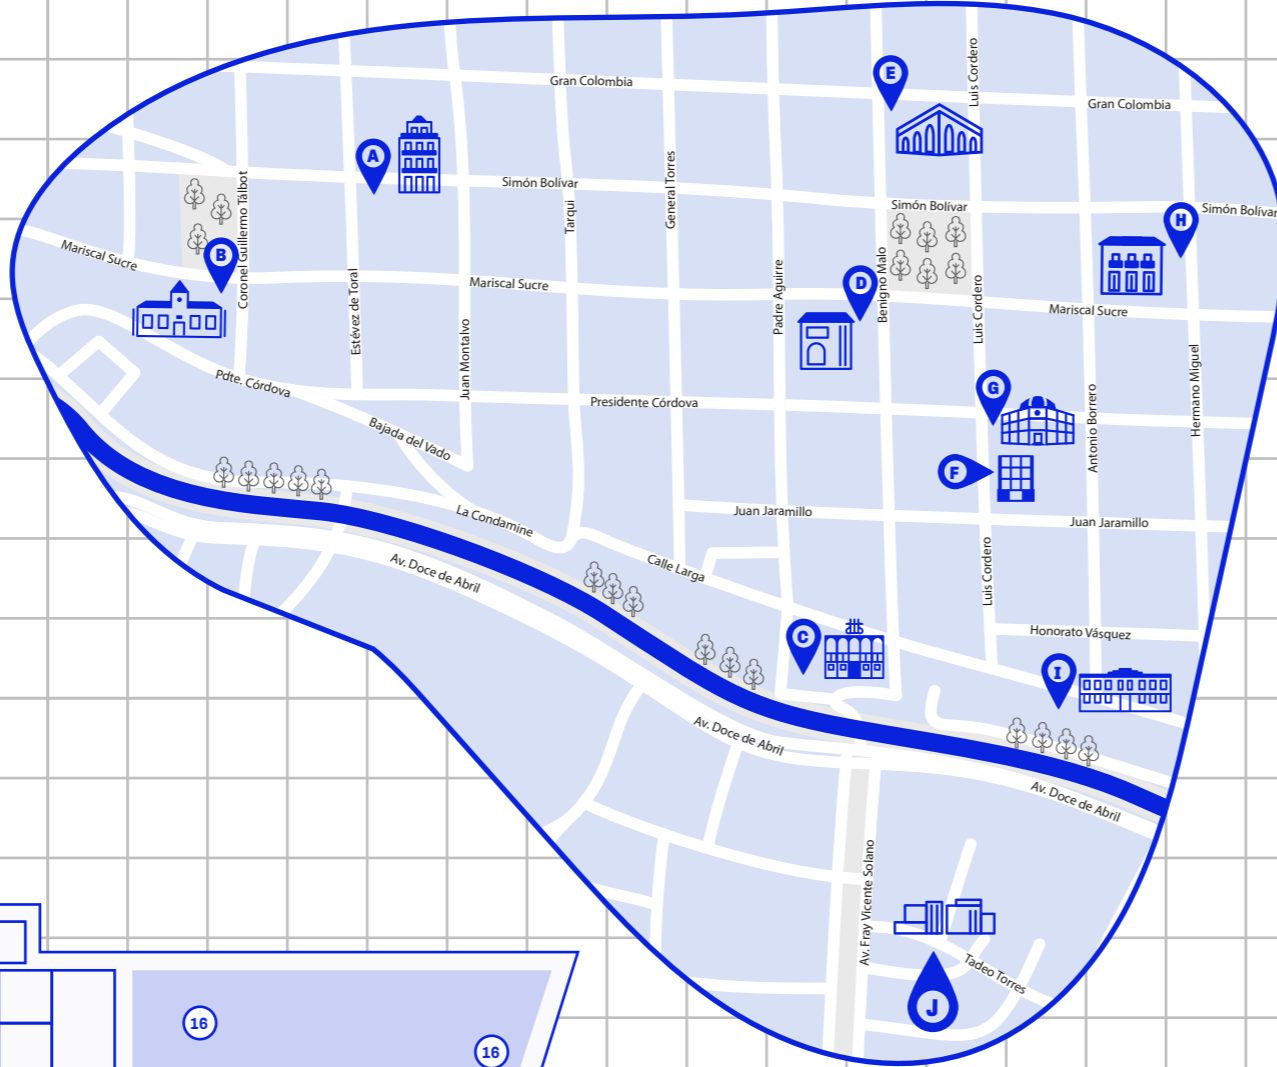 Gran Colombia
Luis Cordero
Gran Colombia
E
A
Simón Bolívar
General Torres
Coronel Guillermo Tálbot
Tarqui
Simón Bolívar
Simón Bolívar
H
Mariscal Sucre
B
Mariscal Sucre
Estévez de Toral
Padre Aguirre
Benigno Malo
D
Luis Cordero
Mariscal Sucre
Juan Montalvo
Hermano Miguel
Pdte. Córdova
Presidente Córdova
G
Antonio Borrero
Bajada del Vado
F
La Condamine
Juan Jaramillo
Juan Jaramillo
Av. Doce de Abril
Calle Larga
Luis Cordero
Honorato Vásquez
C
I
Av. Doce de Abril
Av. Doce de Abril
Av. Fray Vicente Solano
Tadeo Torres
J
16
16